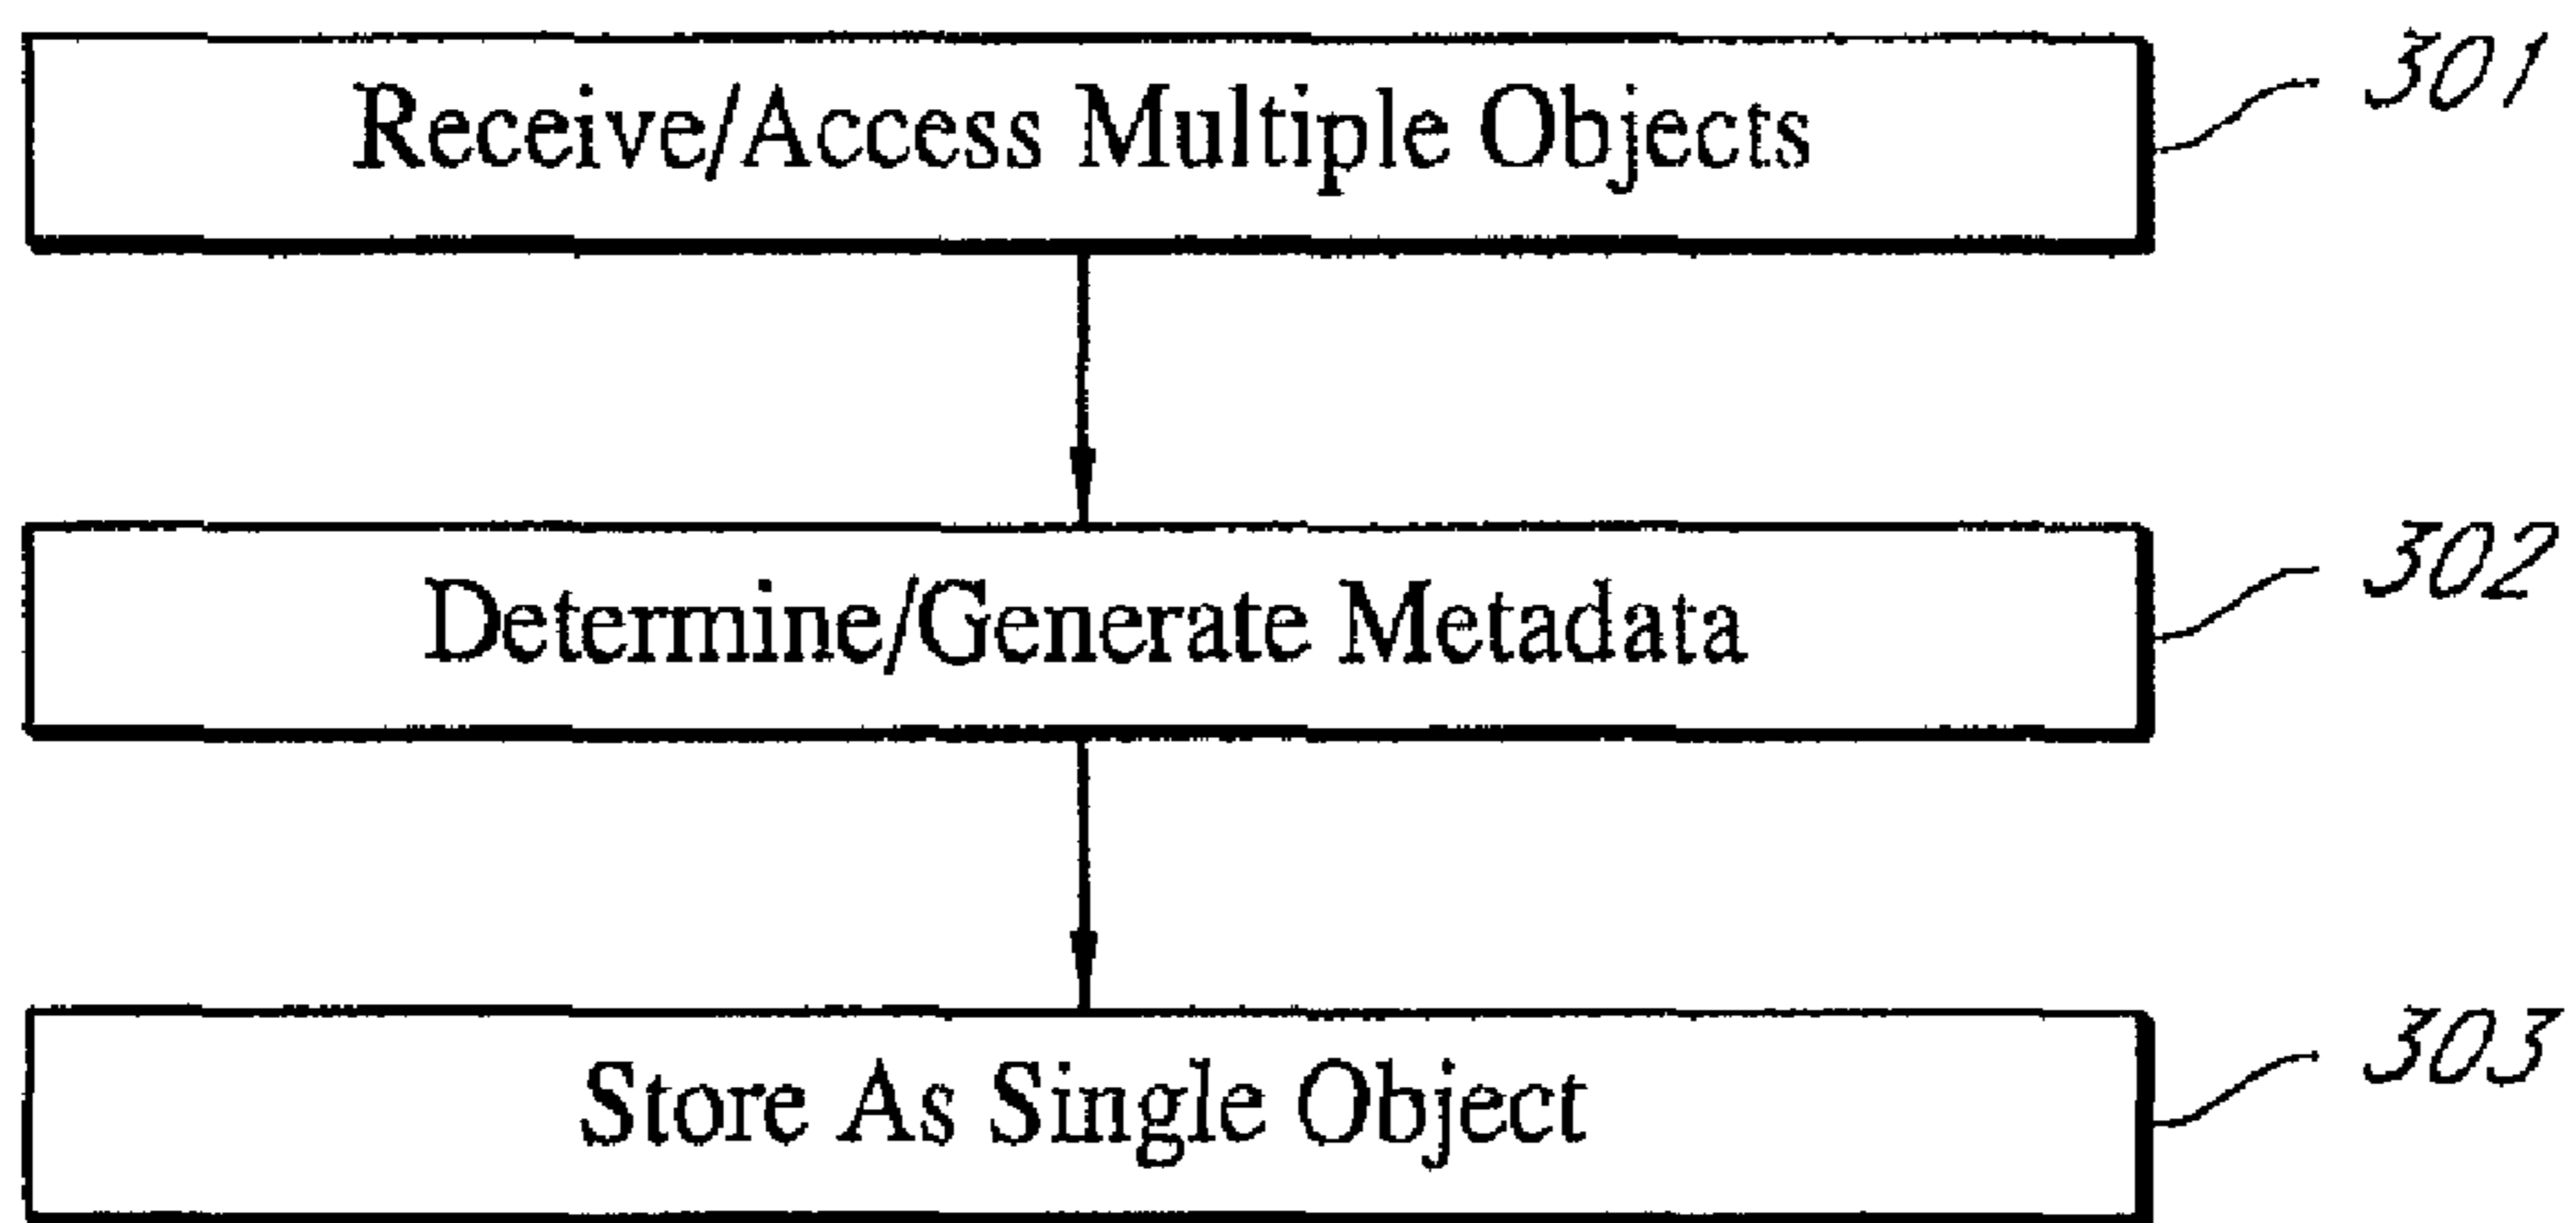 Receive/Access Multiple Objects
301
Determine/Generate Metadata
302
Store As Single Object
303